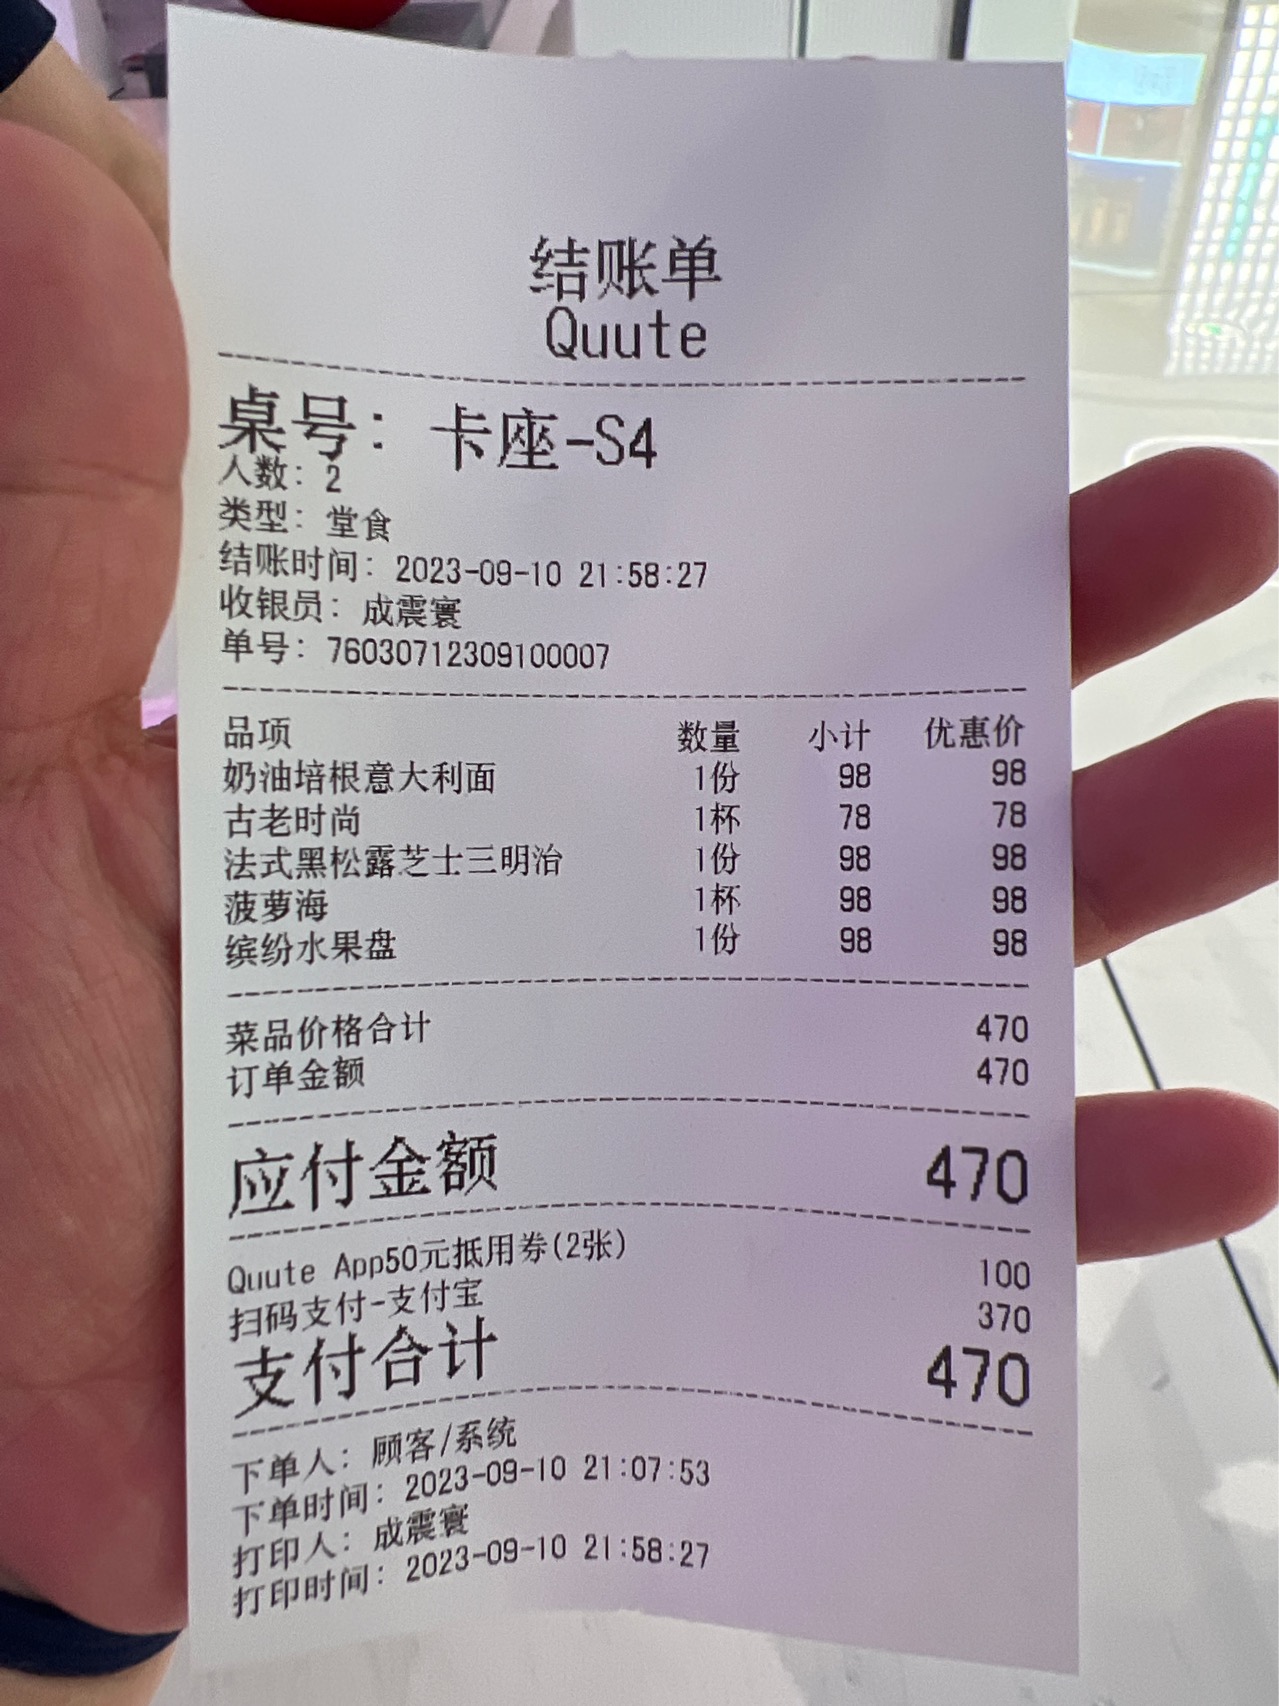 结账单
Quute
桌号: 卡座-S4
人数: 2
类型: 堂食
结账时间: 2023-09-10 21:58:27
收银员: 成震寰
单号: 76030712309100007
品项 数量 小计 优惠价
奶油培根意大利面 1份 98 98
古老时尚 1杯 78 78
法式黑松露芝士三明治 1份 98 98
菠萝海 1杯 98 98
缤纷水果盘 1份 98 98
菜品价格合计 470
订单金额 470
应付金额 470
Quute App50元抵用券(2张) 100
扫码支付-支付宝 370
支付合计 470
下单人: 顾客/系统
下单时间: 2023-09-10 21:07:53
打印人: 成震寰
打印时间: 2023-09-10 21:58:27